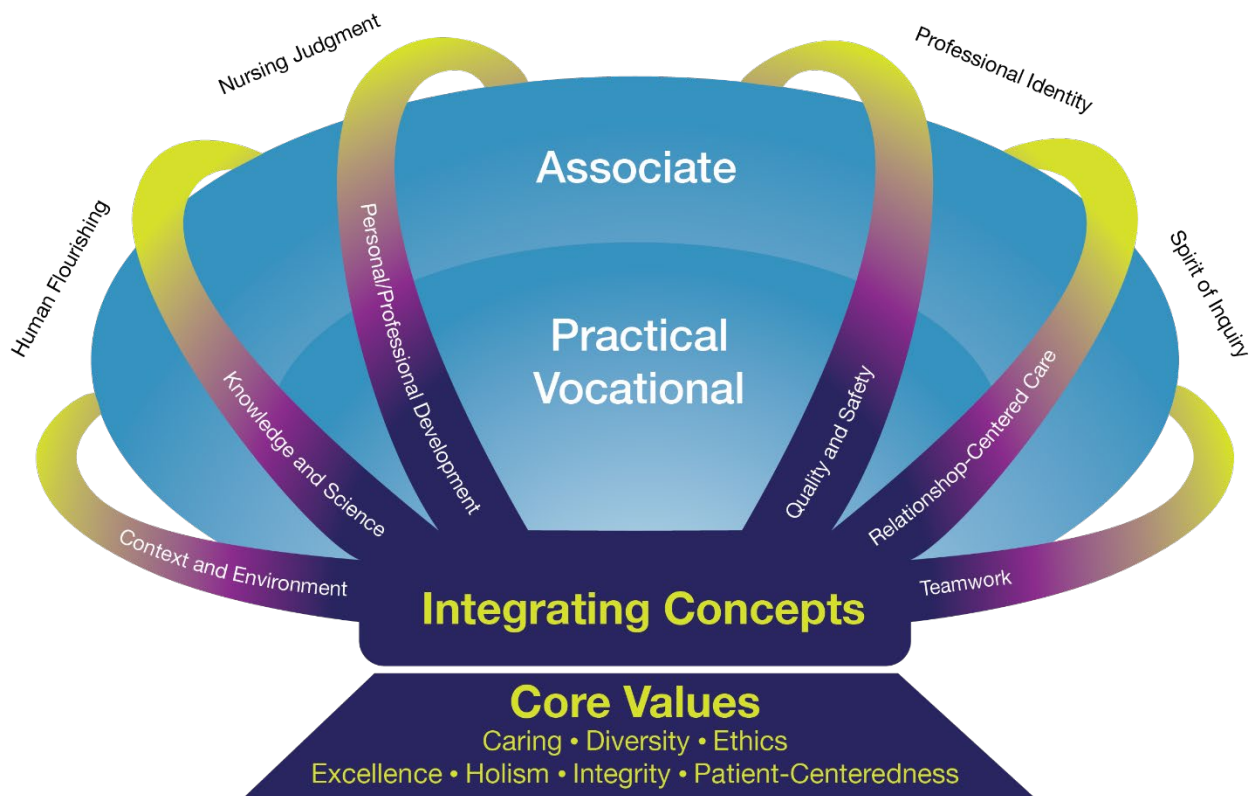 Nursing Judgment
Professional Identity
Human Flourishing
Spirit of Inquiry
Associate
Practical
Vocational
Personal/Professional Development
Quality and Safety
Knowledge and Science
Relationshop-Centered Care
Context and Environment
Teamwork
Integrating Concepts
Core Values
Caring • Diversity • Ethics
Excellence • Holism • Integrity • Patient-Centeredness